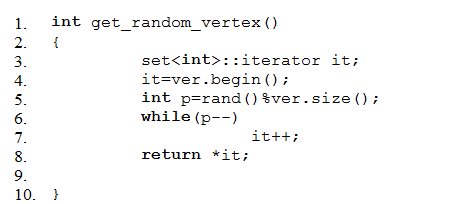 1. int get_random_vertex()
2. {
3. set<int>::iterator it;
4. it=ver.begin();
5. int p=rand()%ver.size();
6. while(p--)
7. it++;
8. return *it;
9.
10. }